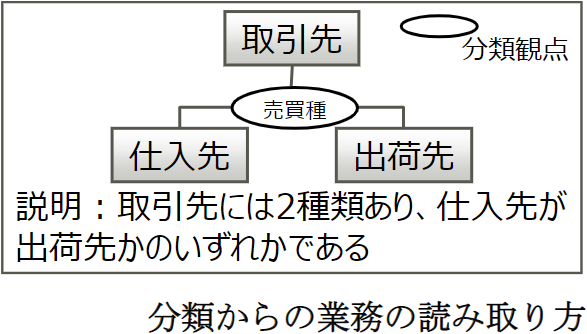 取引先
分類観点
売買種
仕入先
出荷先
説明：取引先には2種類あり、仕入先が
出荷先かのいずれかである
分類からの業務の読み取り方